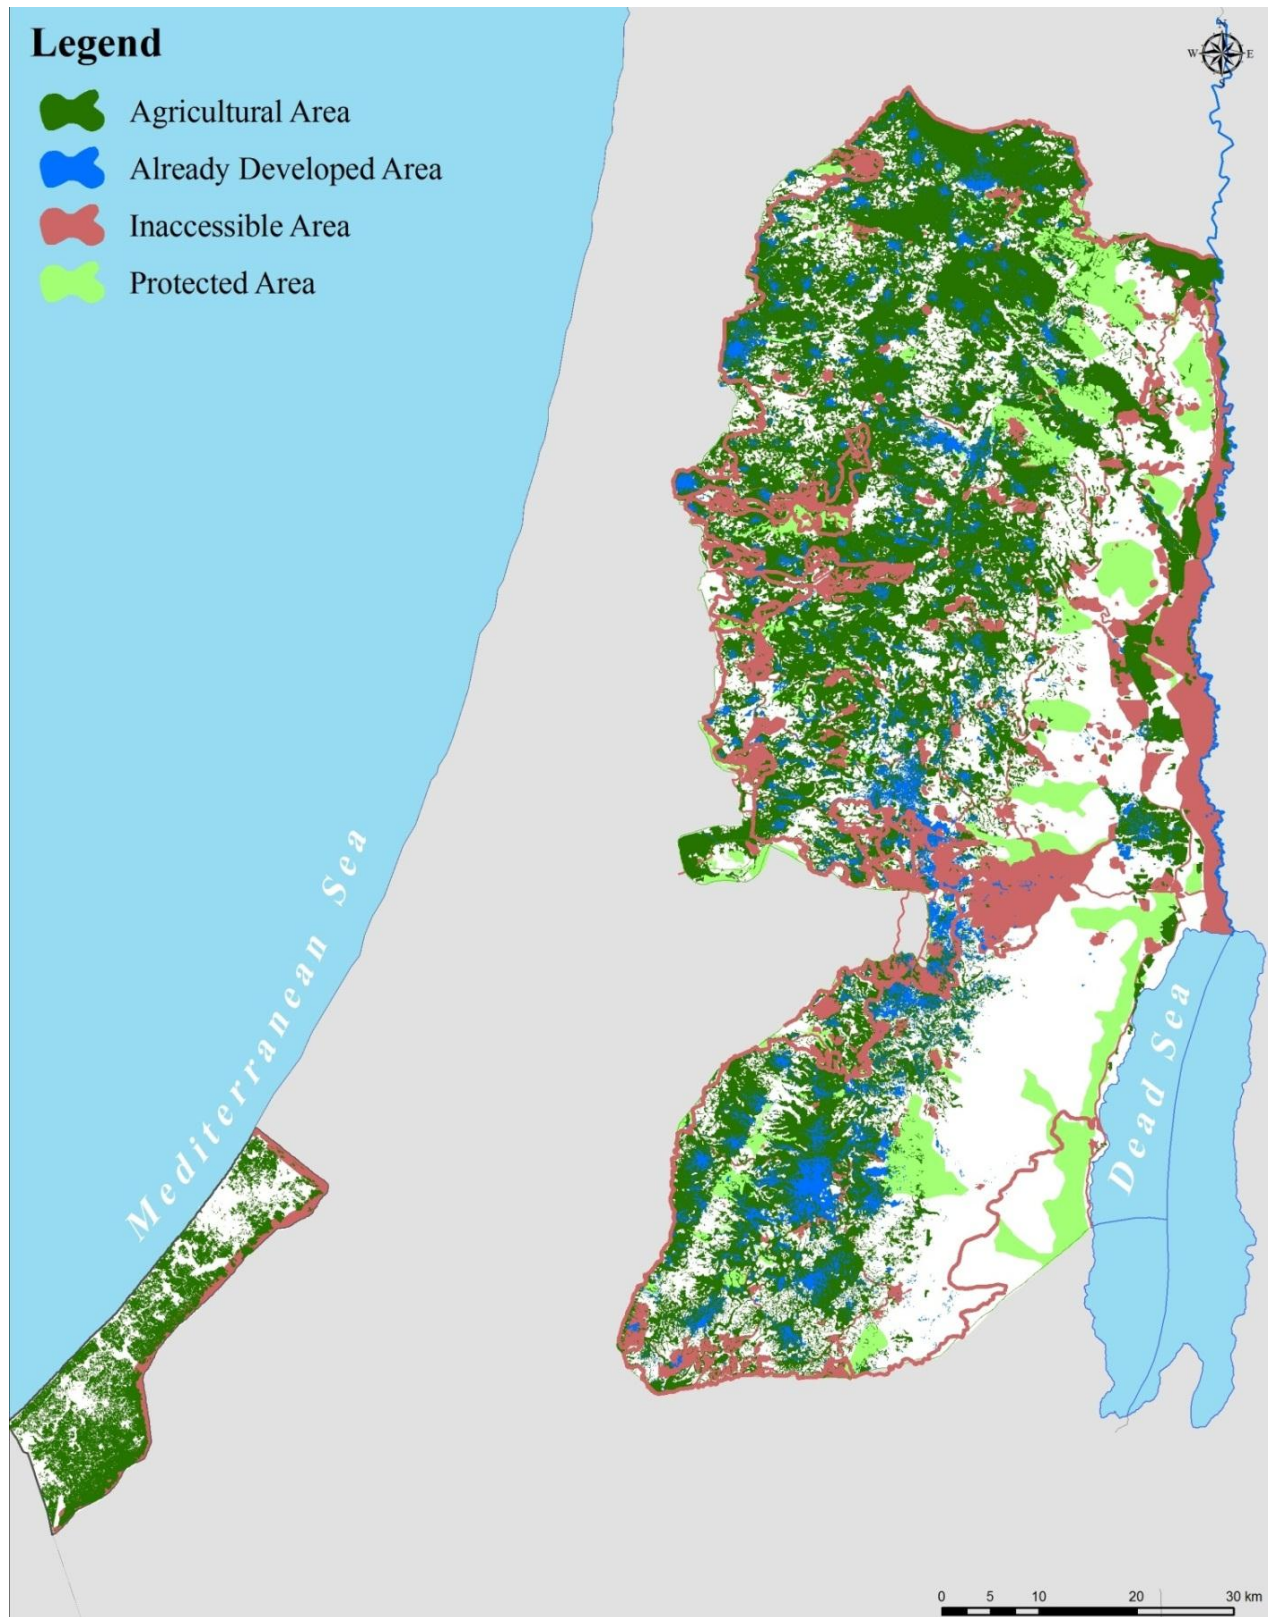 Legend
Agricultural Area
Already Developed Area
Inaccessible Area
Protected Area
N
W E
Mediterranean Sea
Dead Sea
0 5 10 20 30 km